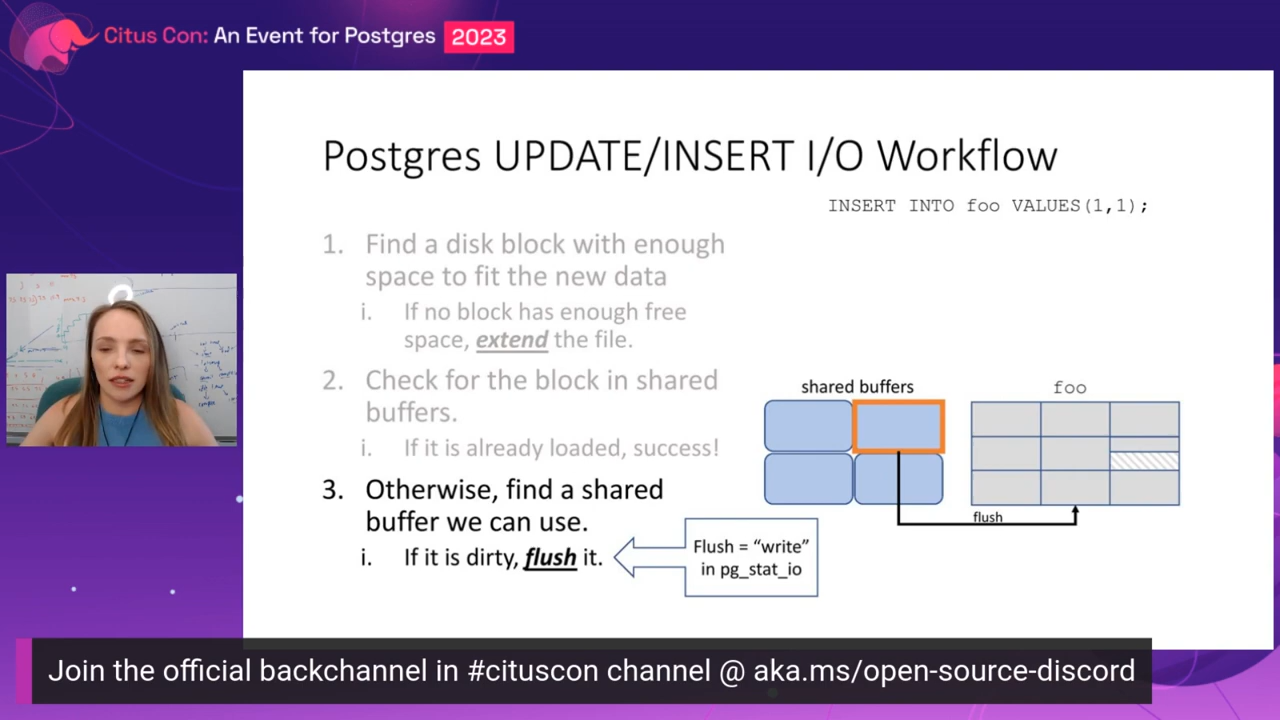 Citus Con: An Event for Postgres 2023
Postgres UPDATE/INSERT I/O Workflow
INSERT INTO foo VALUES(1,1);
1. Find a disk block with enough
space to fit the new data
i. If no block has enough free
space, extend the file.
2. Check for the block in shared
buffers.
i. If it is already loaded, success!
3. Otherwise, find a shared
buffer we can use.
i. If it is dirty, flush it.
Flush = “write”
in pg_stat_io
shared buffers
foo
flush
Join the official backchannel in #cituscon channel @ aka.ms/open-source-discord